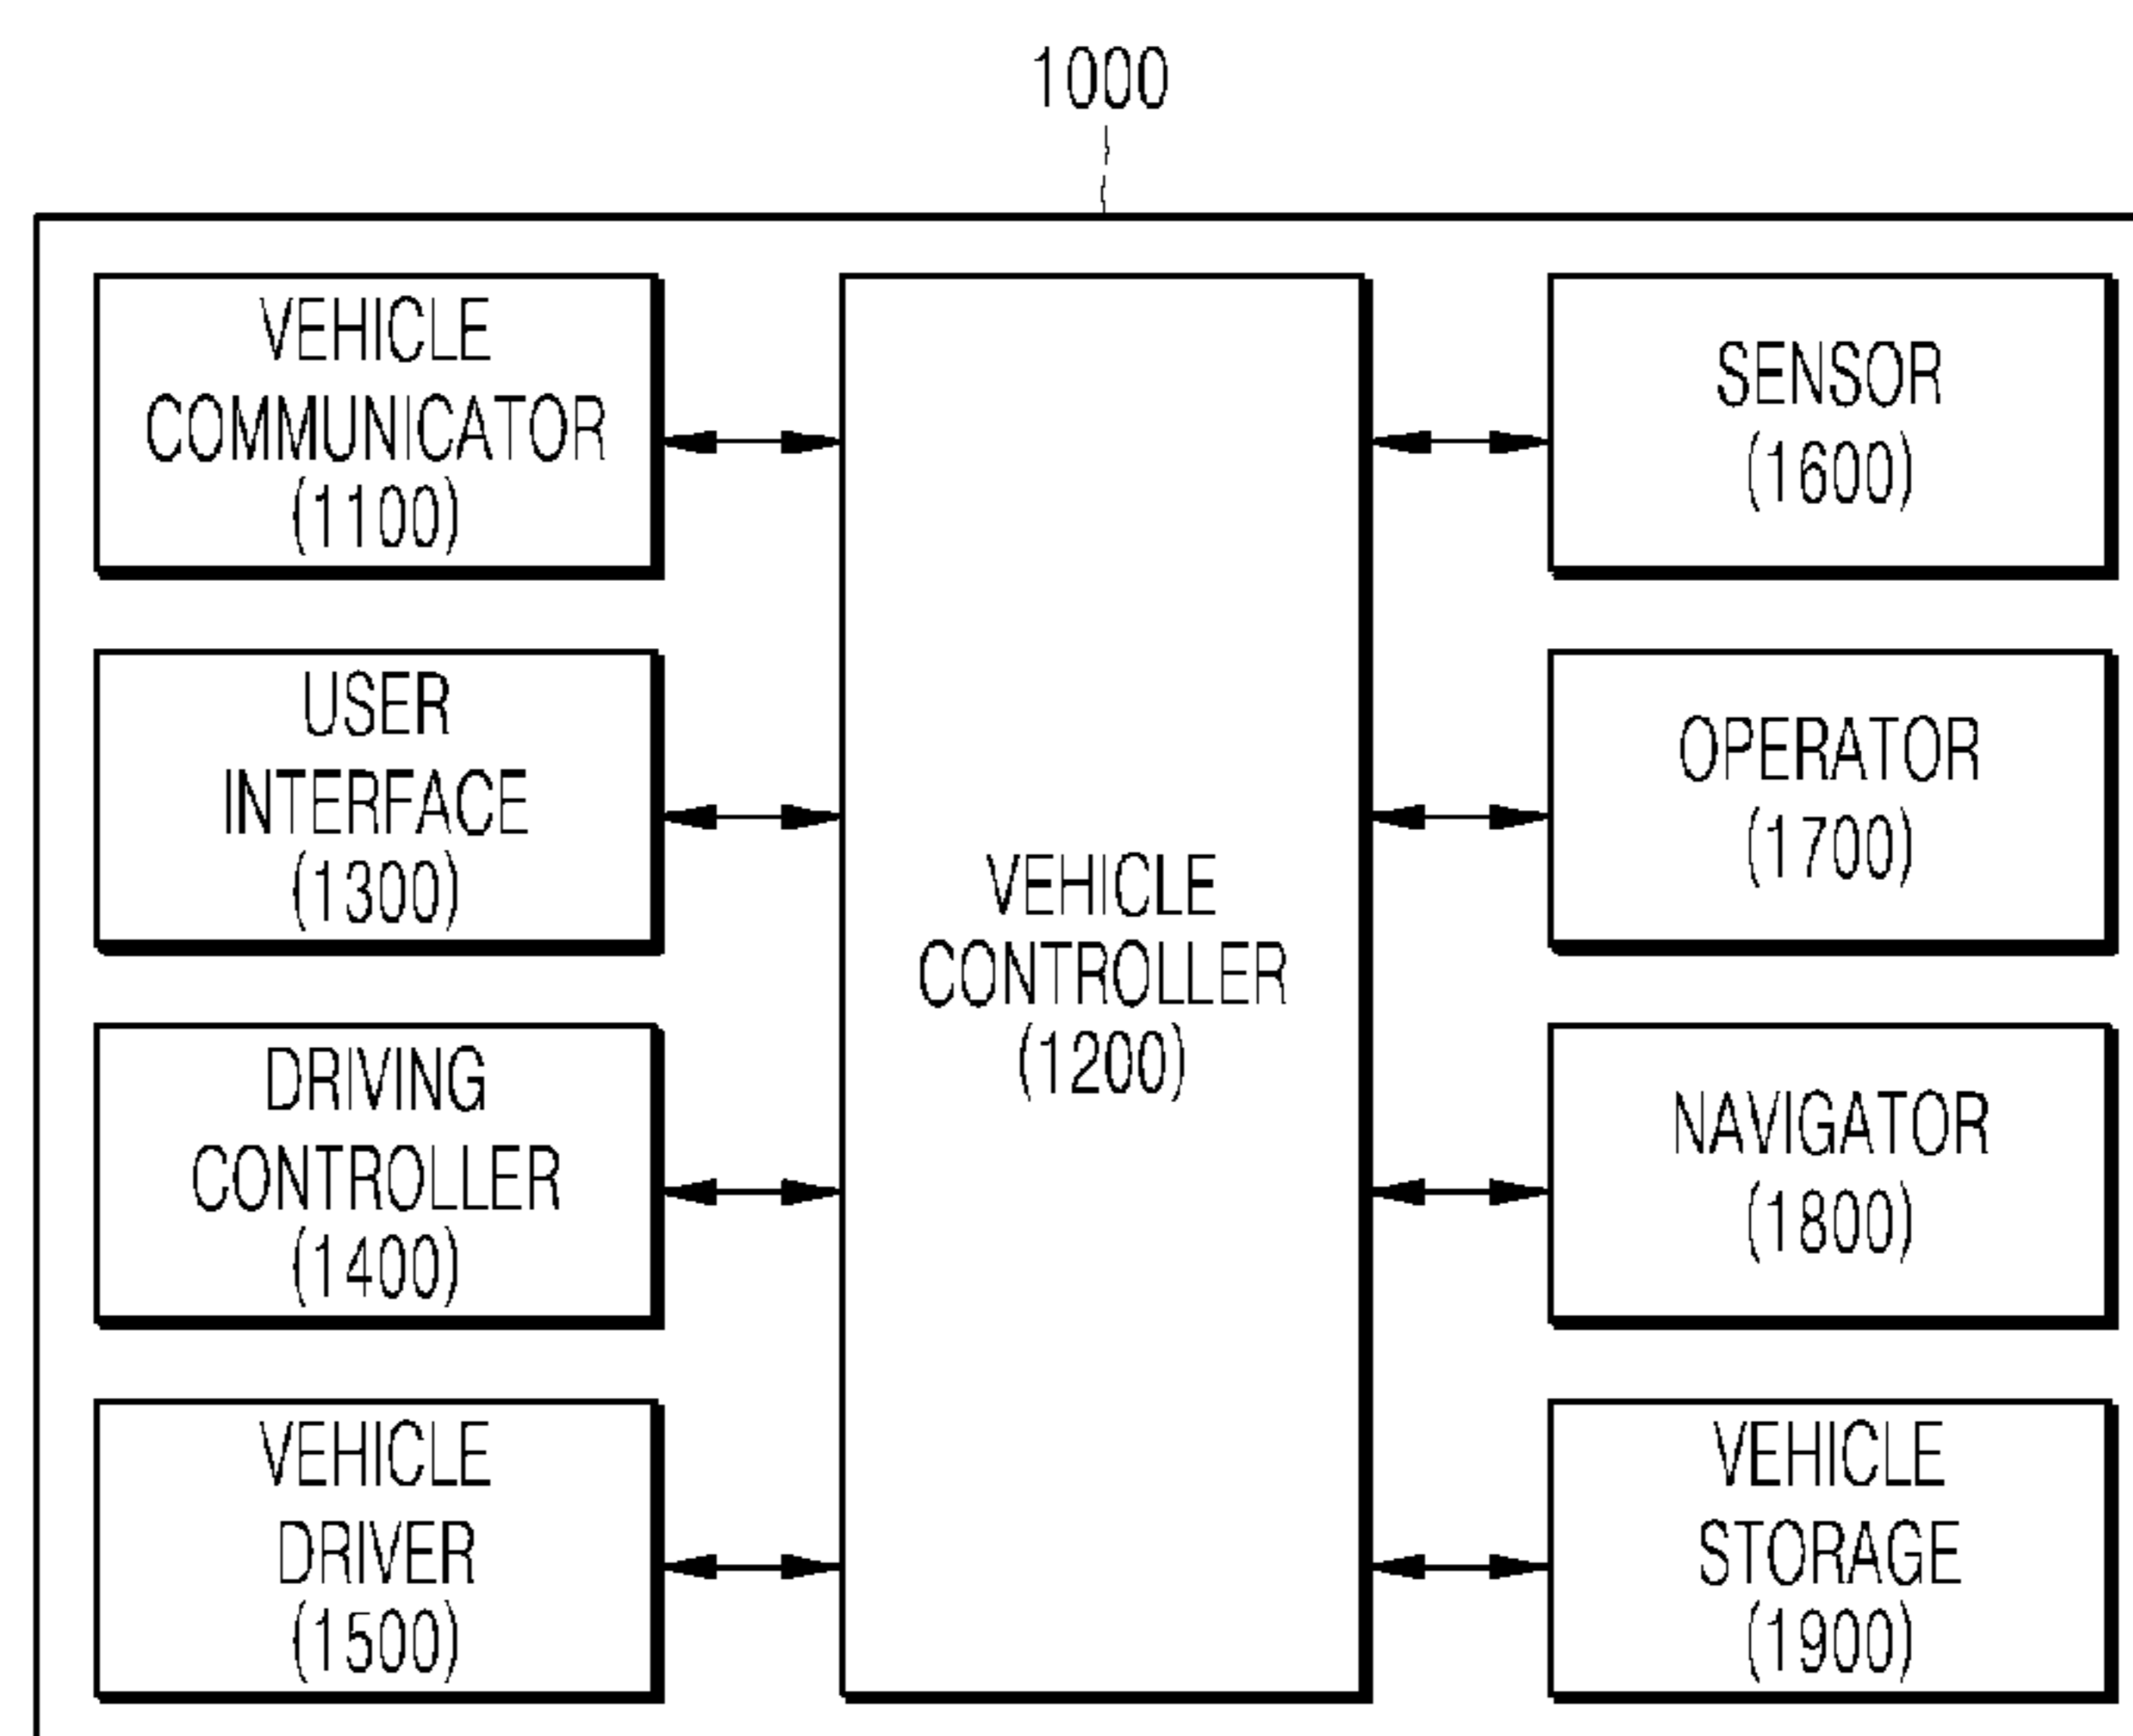 1000
VEHICLE
COMMUNICATOR
(1100)
USER
INTERFACE
(1300)
DRIVING
CONTROLLER
(1400)
VEHICLE
DRIVER
(1500)
VEHICLE
CONTROLLER
(1200)
SENSOR
(1600)
OPERATOR
(1700)
NAVIGATOR
(1800)
VEHICLE
STORAGE
(1900)